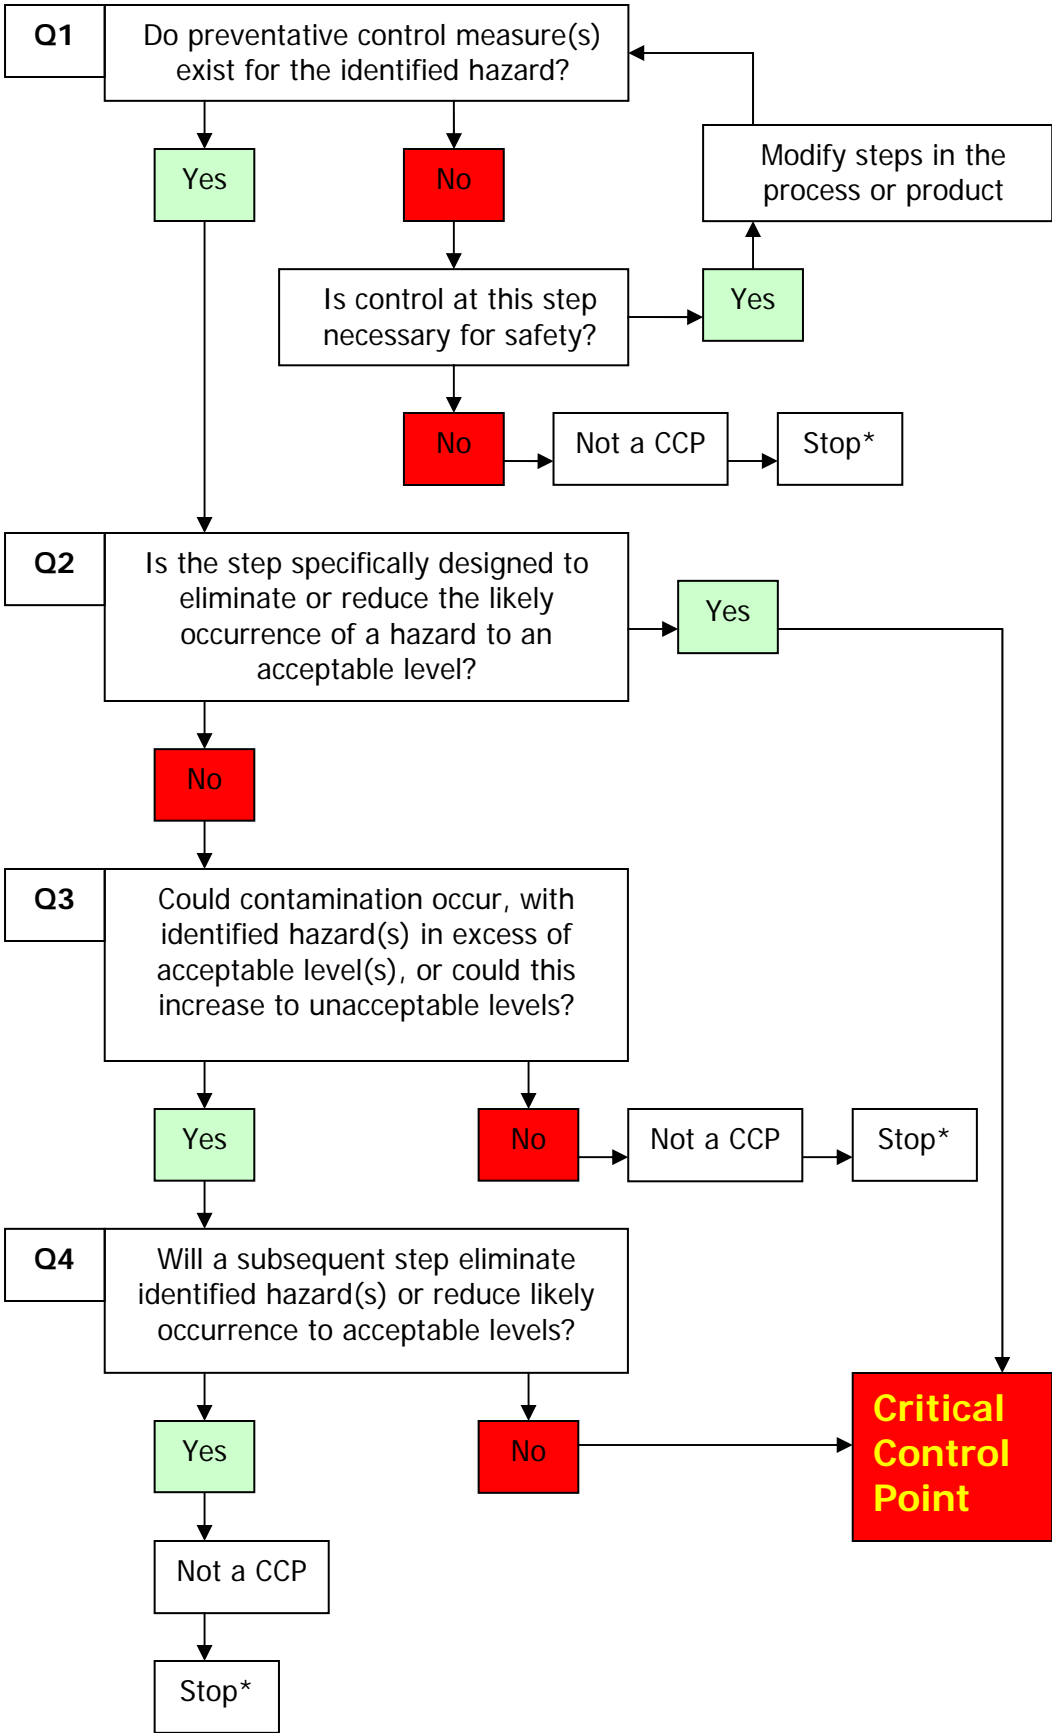 Q1
Do preventative control measure(s)
exist for the identified hazard?
Yes
No
Modify steps in the
process or product
Is control at this step
necessary for safety?
Yes
No
Not a CCP
Stop*
Q2
Is the step specifically designed to
eliminate or reduce the likely
occurrence of a hazard to an
acceptable level?
Yes
No
Q3
Could contamination occur, with
identified hazard(s) in excess of
acceptable level(s), or could this
increase to unacceptable levels?
Yes
No
Not a CCP
Stop*
Q4
Will a subsequent step eliminate
identified hazard(s) or reduce likely
occurrence to acceptable levels?
Yes
No
Critical
Control
Point
Not a CCP
Stop*